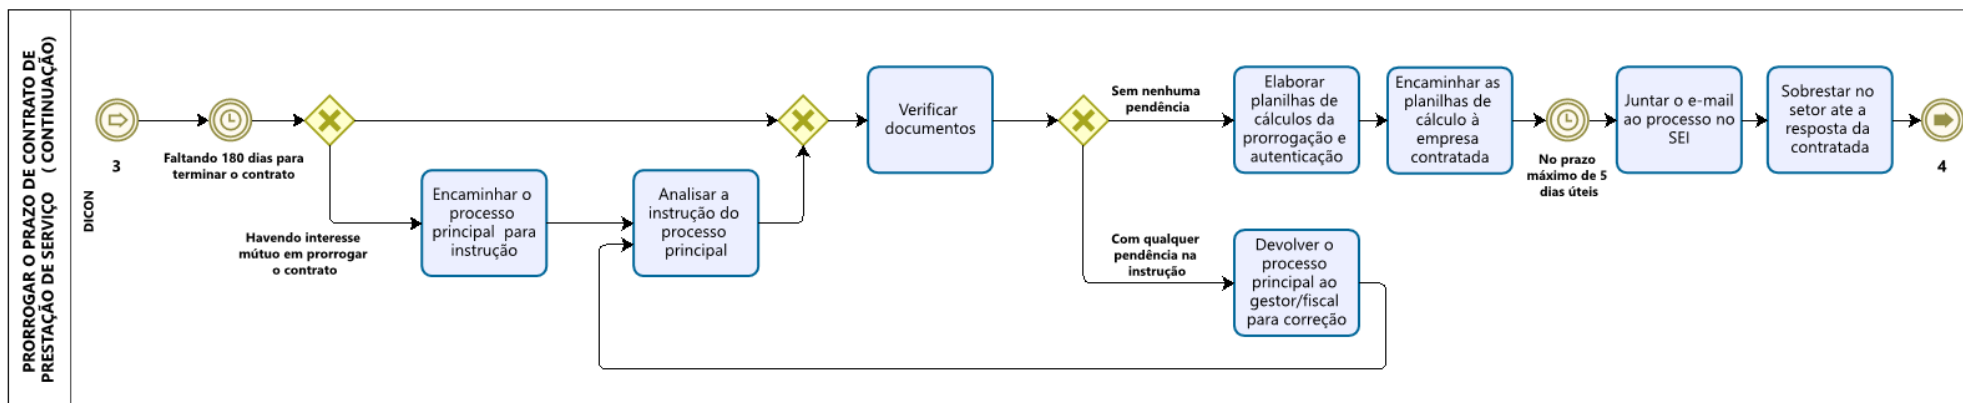 PRORROGAR O PRAZO DE CONTRATO DE
PRESTAÇÃO DE SERVIÇO ( CONTINUAÇÃO)
DICON
3
Faltando 180 dias para
terminar o contrato
Havendo interesse
mútuo em prorrogar
o contrato
Encaminhar o
processo
principal para
instrução
Analisar a
instrução do
processo
principal
Verificar
documentos
Sem nenhuma
pendência
Com qualquer
pendência na
instrução
Elaborar
planilhas de
cálculos da
prorrogação e
autenticação
Devolver o
processo
principal ao
gestor/fiscal
para correção
Encaminhar as
planilhas de
cálculo à
empresa
contratada
No prazo
máximo de 5
dias úteis
Juntar o e-mail
ao processo no
SEI
Sobrestar no
setor ate a
resposta da
contratada
4